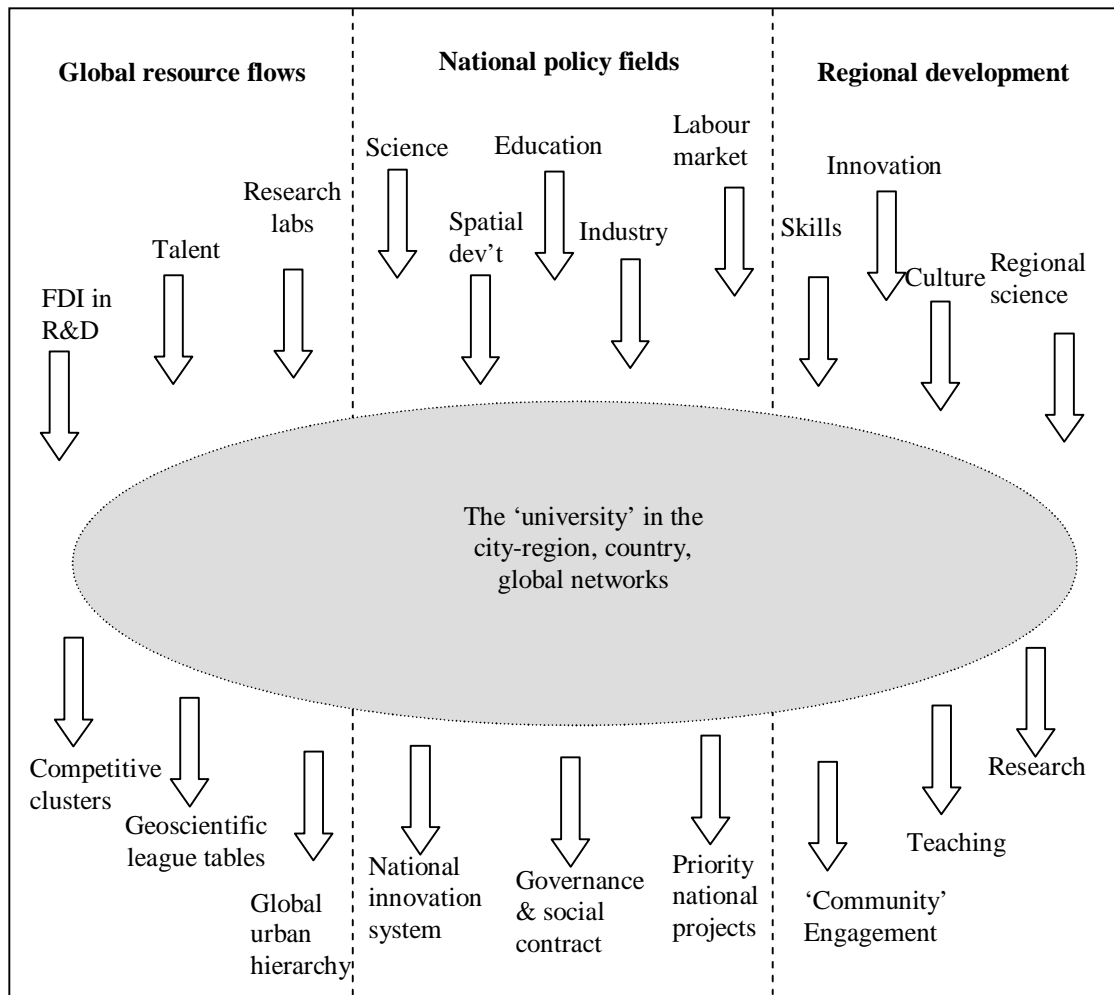 Global resource flows
National policy fields
Regional development
FDI in
R&D
Talent
Research
labs
Science
Spatial
dev't
Education
Industry
Labour
market
Skills
Innovation
Culture
Regional
science
The ‘university’ in the
city-region, country,
global networks
Competitive
clusters
Geoscientific
league tables
Global
urban
hierarchy
National
innovation
system
Governance
& social
contract
Priority
national
projects
‘Community’
Engagement
Teaching
Research